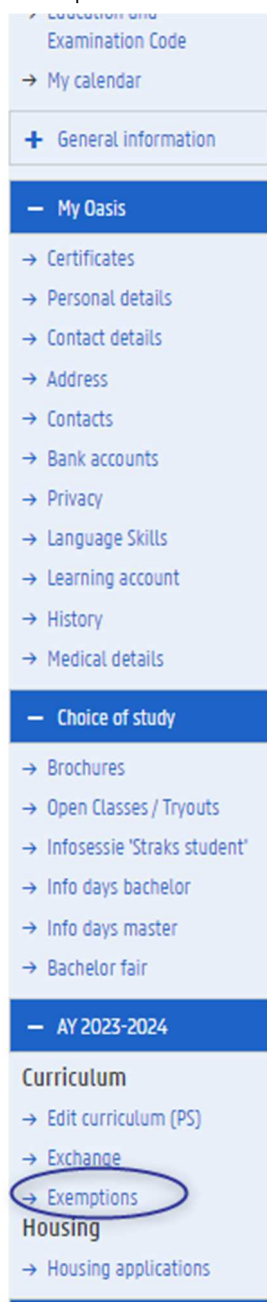 Education and
Examination Code
→ My calendar
+ General information
– My Oasis
→ Certificates
→ Personal details
→ Contact details
→ Address
→ Contacts
→ Bank accounts
→ Privacy
→ Language Skills
→ Learning account
→ History
→ Medical details
– Choice of study
→ Brochures
→ Open Classes / Tryouts
→ Infosessie 'Straks student'
→ Info days bachelor
→ Info days master
→ Bachelor fair
– AY 2023-2024
Curriculum
→ Edit curriculum (PS)
→ Exchange
→ Exemptions
Housing
→ Housing applications